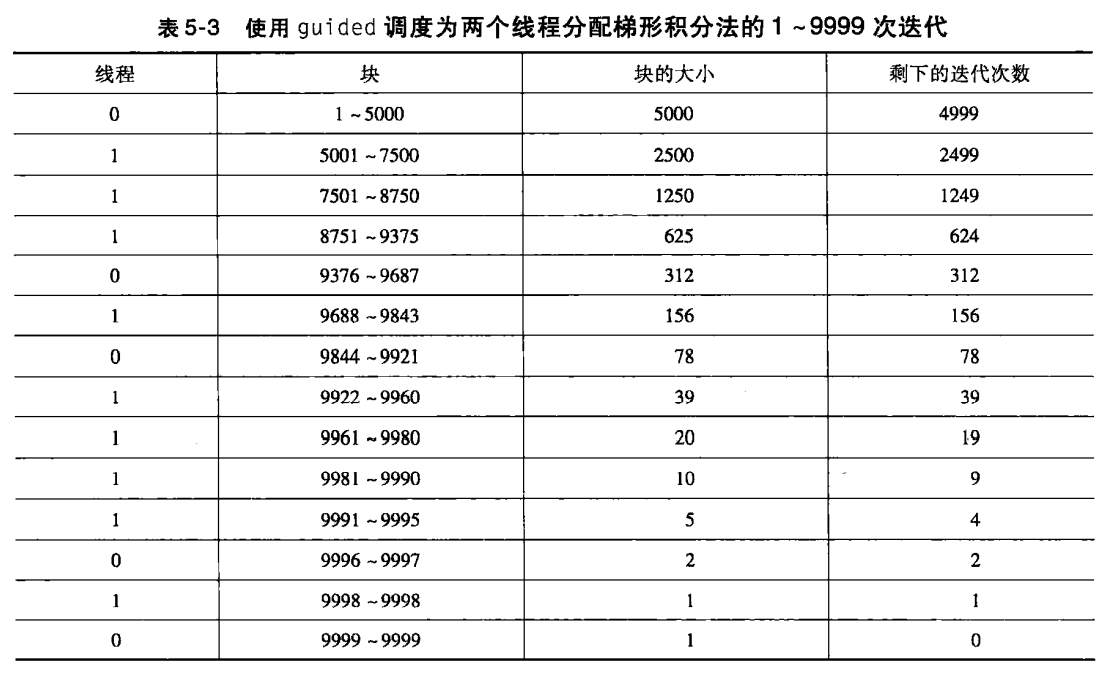 表5-3 使用 guided 调度为两个线程分配梯形积分法的1~9999次迭代
线程 块 块的大小 剩下的迭代次数
0 1~5000 5000 4999
1 5001~7500 2500 2499
1 7501~8750 1250 1249
1 8751~9375 625 624
0 9376~9687 312 312
1 9688~9843 156 156
0 9844~9921 78 78
1 9922~9960 39 39
1 9961~9980 20 19
1 9981~9990 10 9
1 9991~9995 5 4
0 9996~9997 2 2
1 9998~9998 1 1
0 9999~9999 1 0